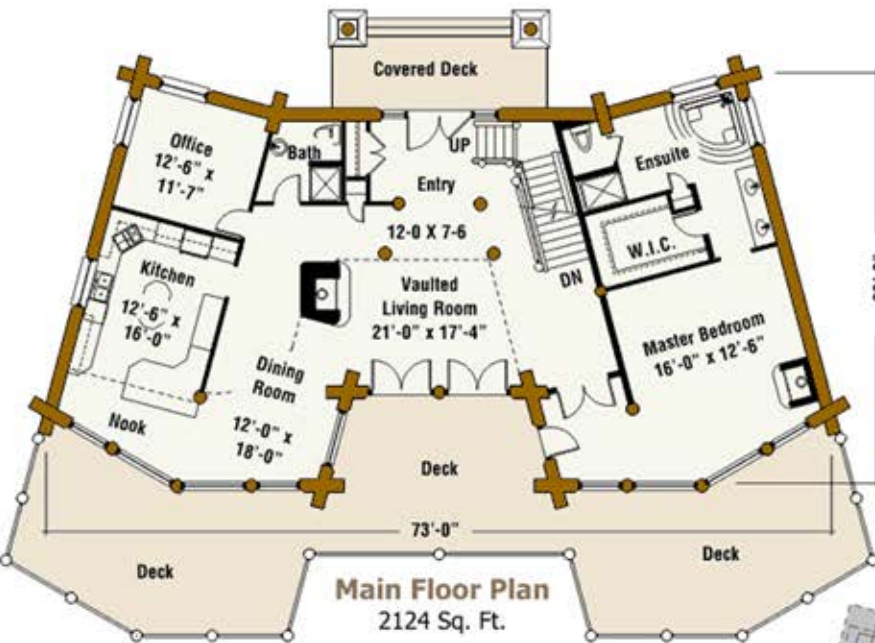 Covered Deck
Office
12'-6" x
11'-7"
Bath
UP
Entry
Ensuite
12-0 X 7-6
W.I.C.
Kitchen
12'-6" x
16'-0"
Vaulted
Living Room
21'-0" x 17'-4"
DN
Master Bedroom
16'-0" x 12'-6"
Dining
Room
12'-0" x
18'-0"
Nook
Deck
73'-0"
Deck
Deck
Main Floor Plan
2124 Sq. Ft.